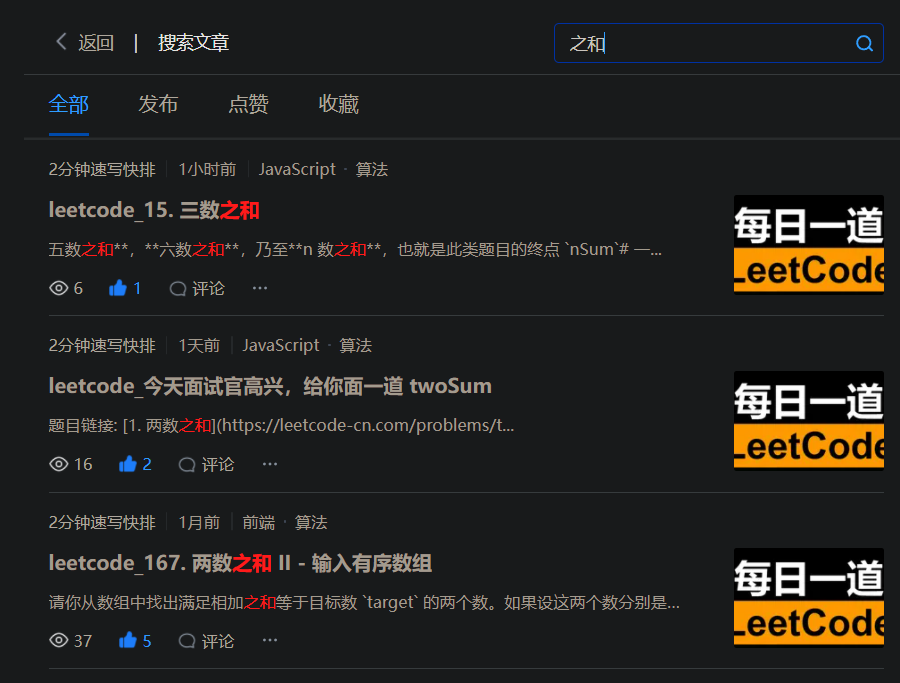 返回 | 搜索文章
之和
全部 发布 点赞 收藏
2分钟速写快排 1小时前 JavaScript · 算法
leetcode_15. 三数之和
五数之和**，**六数之和**，乃至**n 数之和**，也就是此类题目的终点 `nSum`# 一...
6 1 评论 ...
每日一道
LeetCode
2分钟速写快排 1天前 JavaScript · 算法
leetcode_今天面试官高兴，给你面一道 twoSum
题目链接: [1. 两数之和](https://leetcode-cn.com/problems/t...
16 2 评论 ...
每日一道
LeetCode
2分钟速写快排 1月前 前端 · 算法
leetcode_167. 两数之和 II - 输入有序数组
请你从数组中找出满足相加之和等于目标数 `target` 的两个数。如果设这两个数分别是...
37 5 评论 ...
每日一道
LeetCode